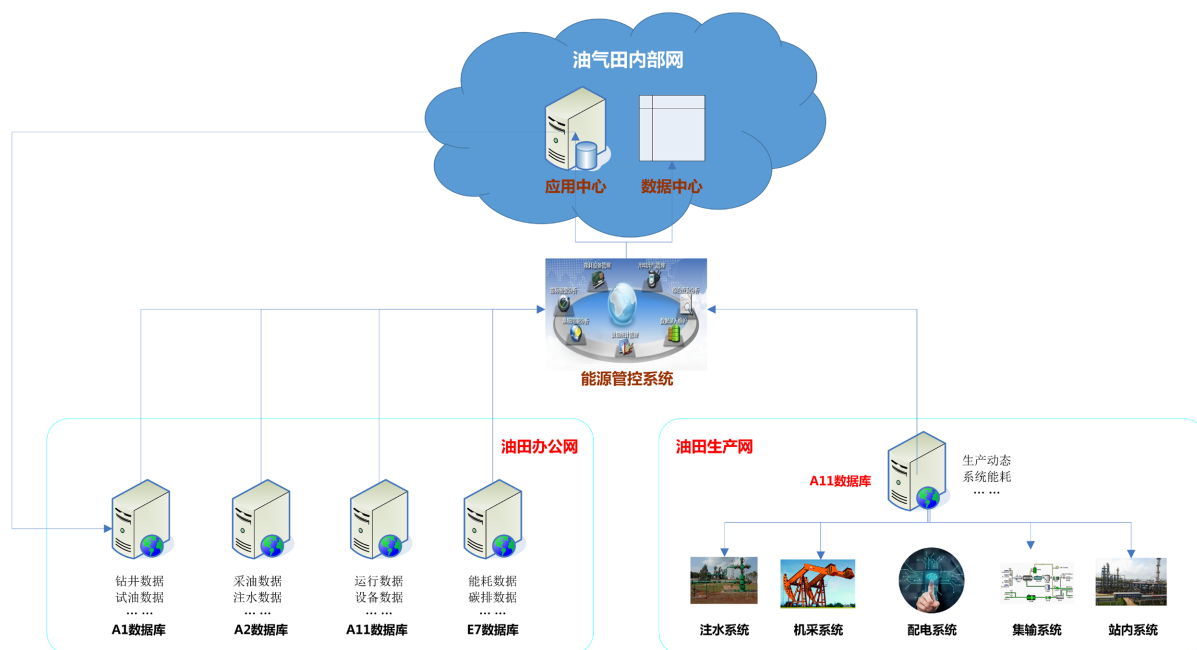 油气田内部网
应用中心
数据中心
能源管控系统
油田办公网
钻井数据
试油数据
… …
A1数据库
采油数据
注水数据
… …
A2数据库
运行数据
设备数据
… …
A11数据库
能耗数据
碳排数据
… …
E7数据库
油田生产网
A11数据库
生产动态
系统能耗
… …
注水系统
机采系统
配电系统
集输系统
站内系统